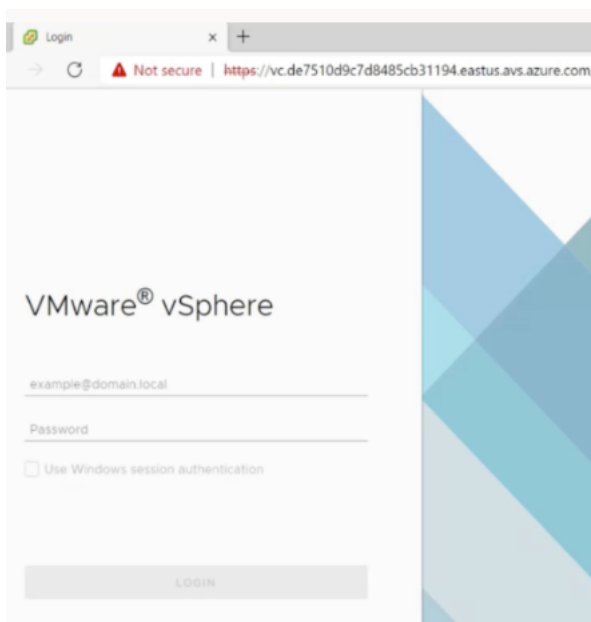 Login
Not secure | https://vc.de7510d9c7d8485cb31194.eastus.avs.azure.com
VMware® vSphere
example@domain.local
Password
Use Windows session authentication
LOGIN